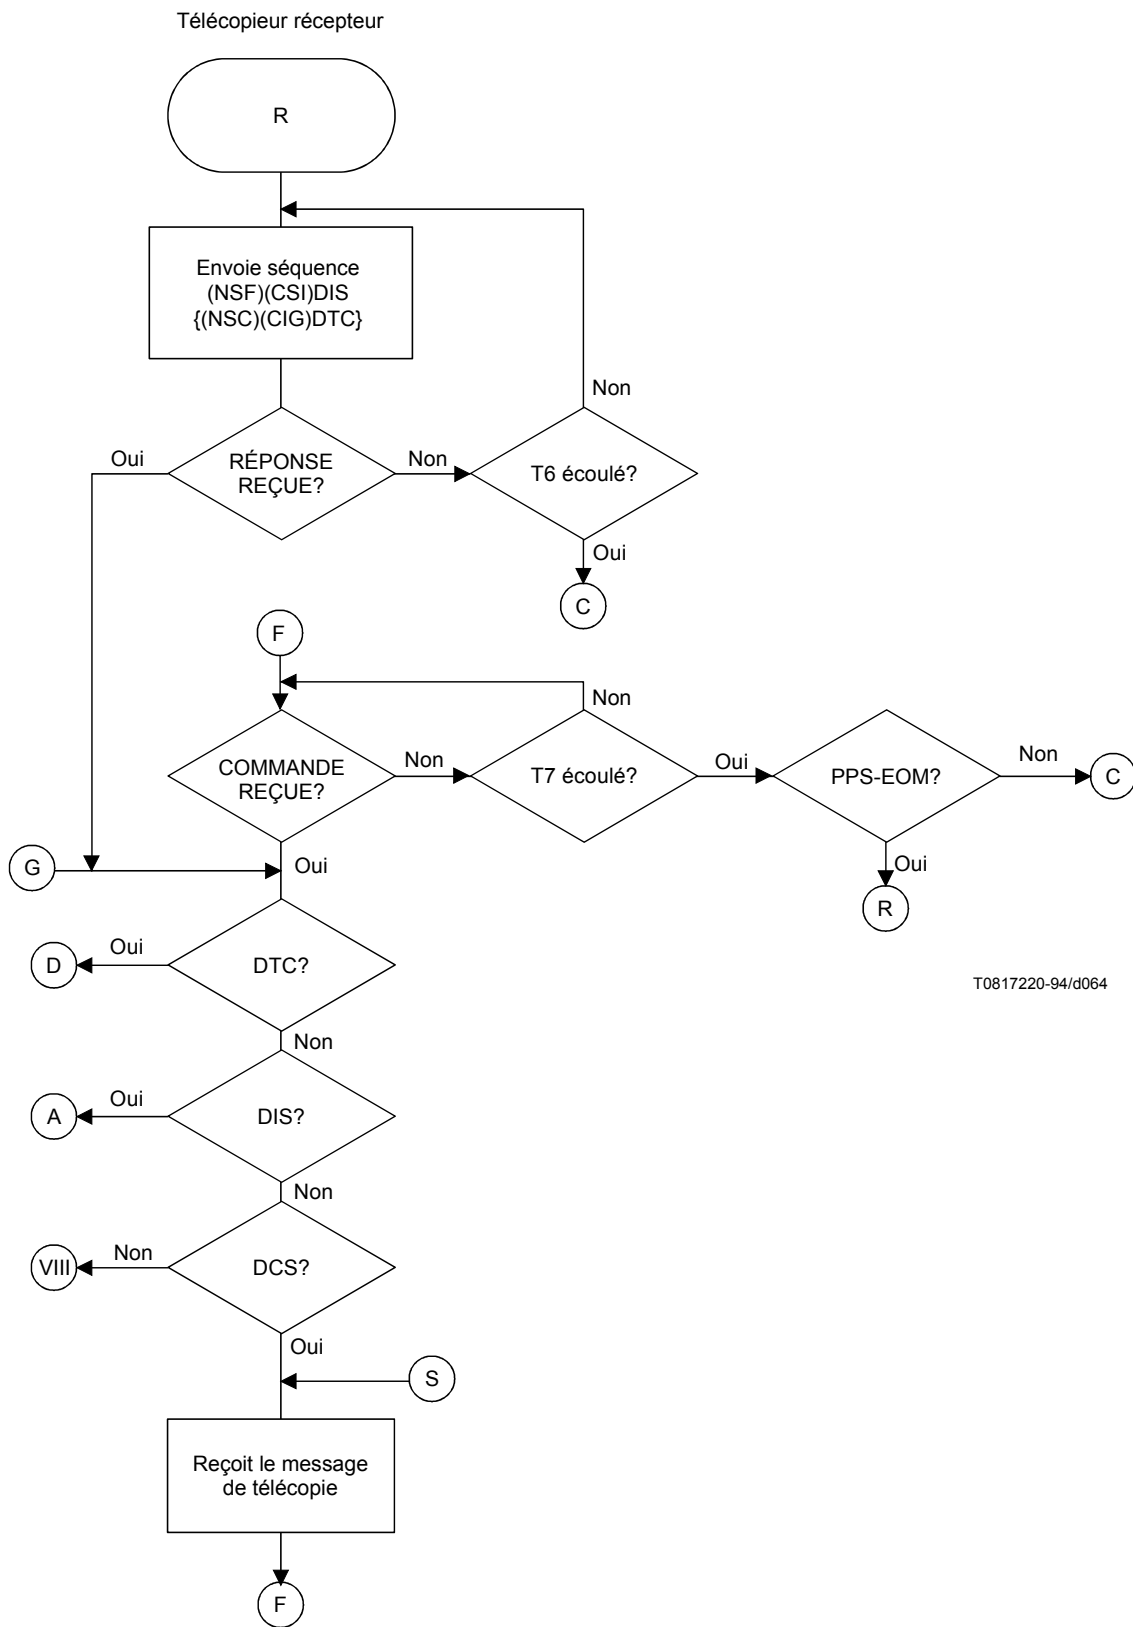 Télécopieur récepteur
R
Envoie séquence
(NSF)(CSI)DIS
{(NSC)(CIG)DTC}
Non
Oui
RÉPONSE
REÇUE?
Non
T6 écoulé?
Oui
C
F
Non
COMMANDE
REÇUE?
Non
T7 écoulé?
Oui
PPS-EOM?
Non
C
G
Oui
Oui
R
D
Oui
DTC?
T0817220-94/d064
Non
A
Oui
DIS?
Non
VIII
Non
DCS?
Oui
S
Reçoit le message
de télécopie
F